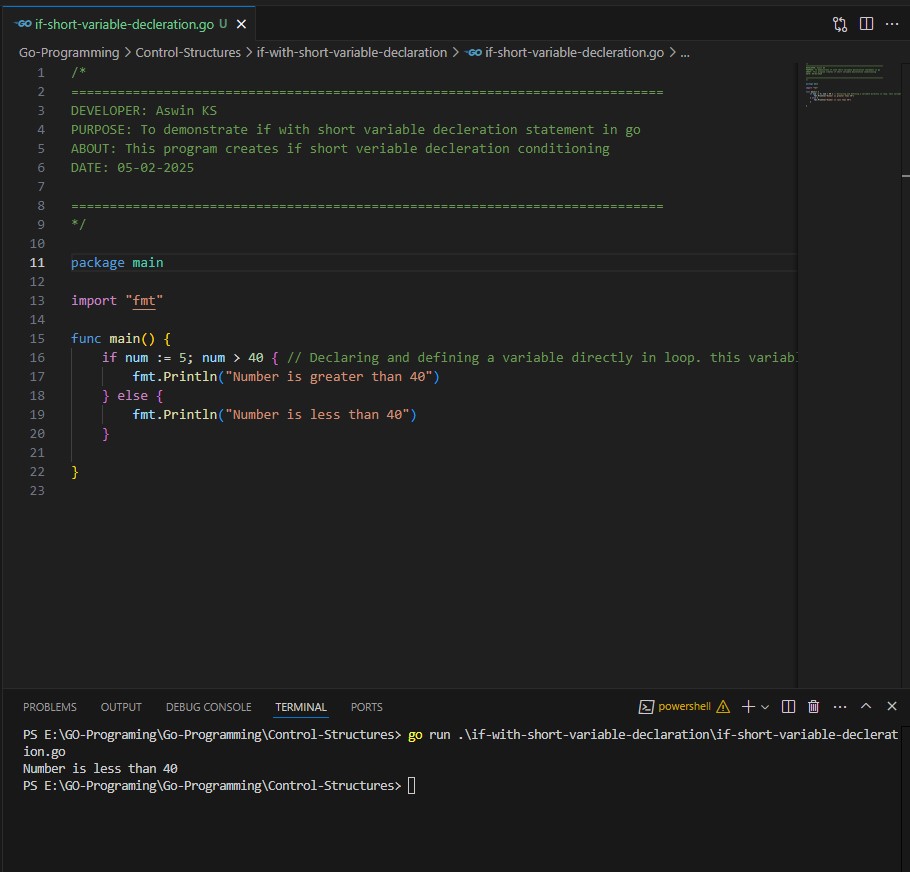 if-short-variable-decleration.go U
Go-Programming > Control-Structures > if-with-short-variable-declaration > if-short-variable-decleration.go > ...
1 /*
2 =============================================================================
3 DEVELOPER: Aswin KS
4 PURPOSE: To demonstrate if with short variable decleration statement in go
5 ABOUT: This program creates if short veriable decleration conditioning
6 DATE: 05-02-2025
7
8 =============================================================================
9 */
10
11 package main
12
13 import "fmt"
14
15 func main() {
16     if num := 5; num > 40 { // Declaring and defining a variable directly in loop. this variabl
17         fmt.Println("Number is greater than 40")
18     } else {
19         fmt.Println("Number is less than 40")
20     }
21
22 }
23
PROBLEMS OUTPUT DEBUG CONSOLE TERMINAL PORTS powershell
PS E:\GO-Programing\Go-Programming\Control-Structures> go run .\if-with-short-variable-declaration\if-short-variable-declerat
ion.go
Number is less than 40
PS E:\GO-Programing\Go-Programming\Control-Structures>